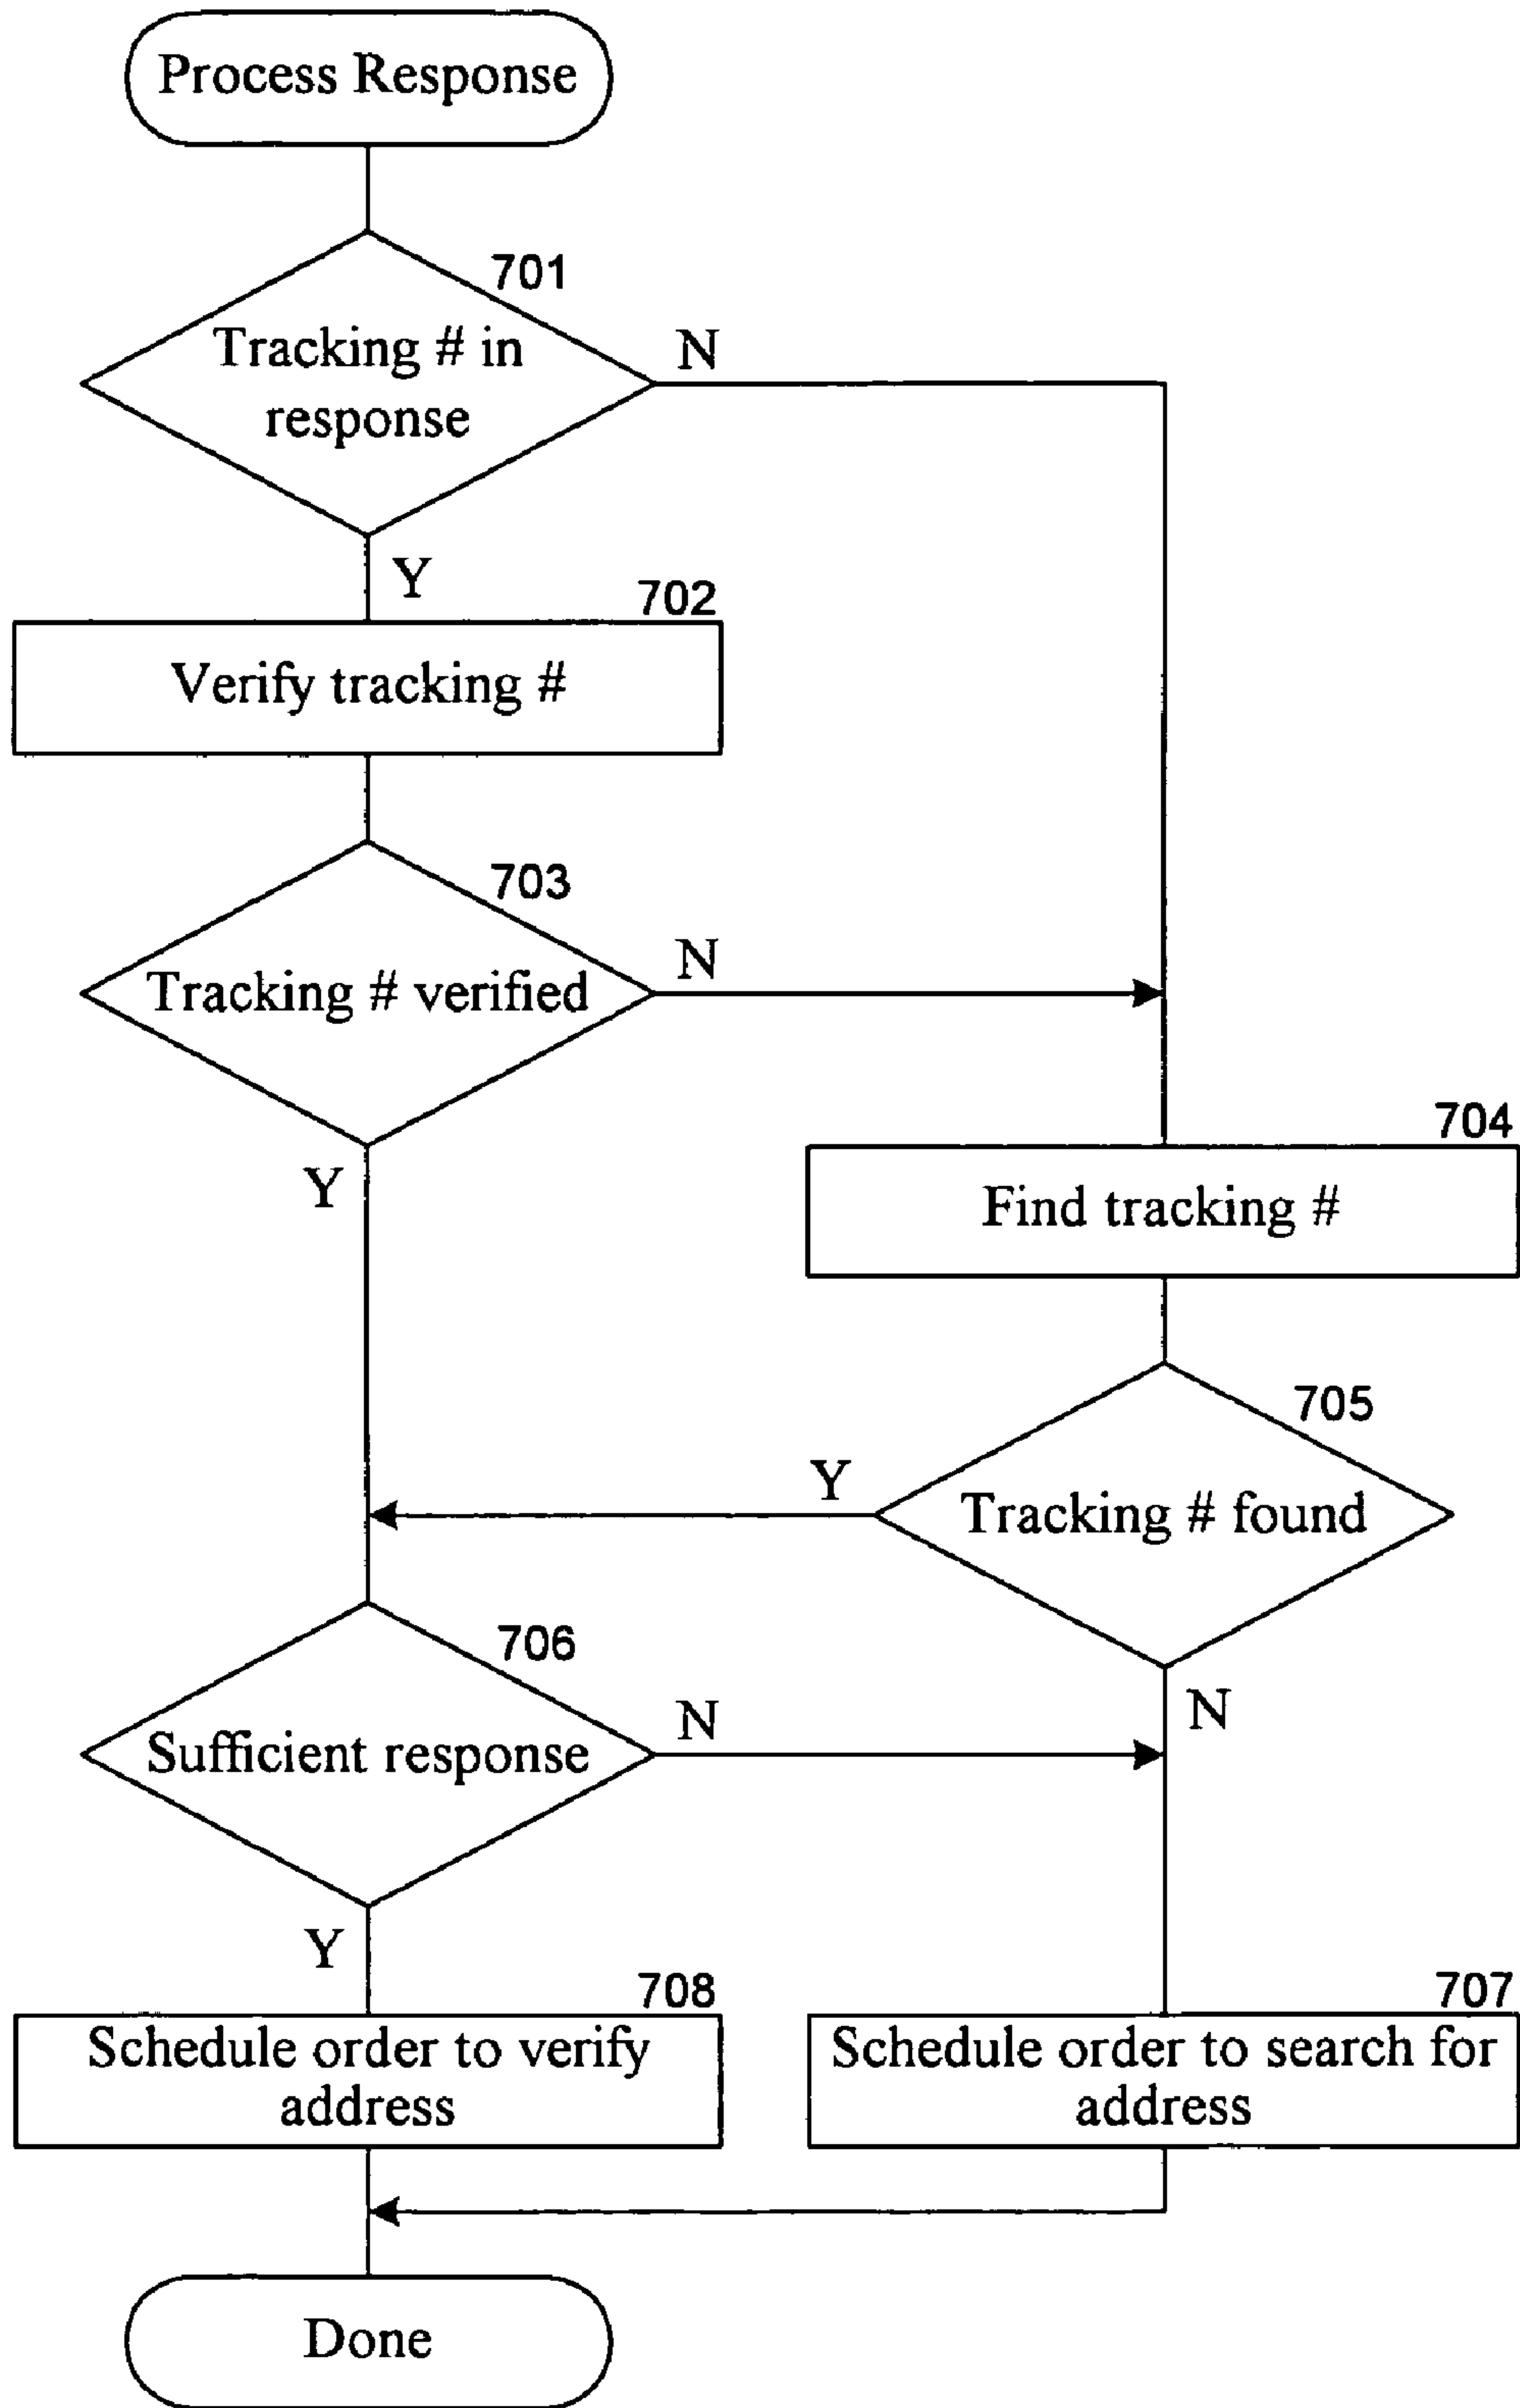 Process Response
701
Tracking # in
response
N
Y
702
Verify tracking #
703
Tracking # verified
N
Y
704
Find tracking #
705
Tracking # found
Y
N
706
Sufficient response
N
Y
708
Schedule order to verify
address
707
Schedule order to search for
address
Done